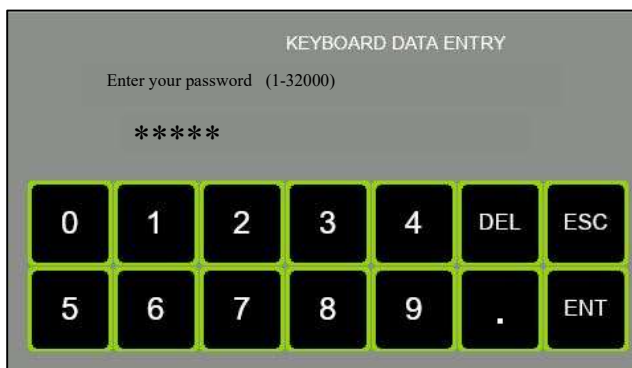 KEYBOARD DATA ENTRY
Enter your password (1-32000)
*****
0 1 2 3 4 DEL ESC
5 6 7 8 9 . ENT